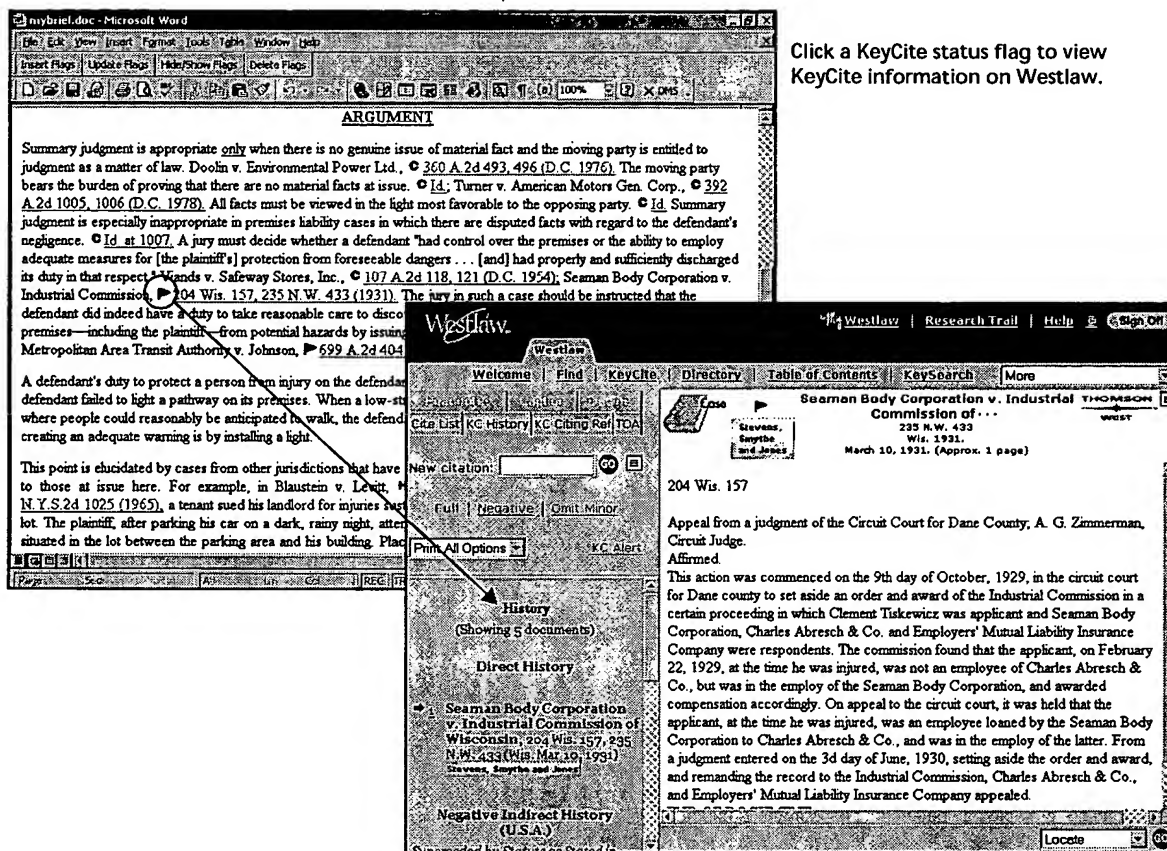 mybrief.doc - Microsoft Word
File Edit View Insert Format Tools Table Window Help
Insert Flags Update Flags Hide/Show Flags Delete Flags
100%
DMS
Click a KeyCite status flag to view
KeyCite information on Westlaw.
ARGUMENT
Summary judgment is appropriate only when there is no genuine issue of material fact and the moving party is entitled to
judgment as a matter of law. Doolin v. Environmental Power Ltd., C 360 A.2d 493, 496 (D.C. 1976). The moving party
bears the burden of proving that there are no material facts at issue. C Id.; Turner v. American Motors Gen. Corp., C 392
A.2d 1005, 1006 (D.C. 1978). All facts must be viewed in the light most favorable to the opposing party. C Id. Summary
judgment is especially inappropriate in premises liability cases in which there are disputed facts with regard to the defendant's
negligence. C Id. at 1007. A jury must decide whether a defendant "had control over the premises or the ability to employ
adequate measures for [the plaintiff's] protection from foreseeable dangers . . . [and] had properly and sufficiently discharged
its duty in that respect." Viands v. Safeway Stores, Inc., C 107 A.2d 118, 121 (D.C. 1954); Seaman Body Corporation v.
Industrial Commission, 204 Wis. 157, 235 N.W. 433 (1931). The jury in such a case should be instructed that the
defendant did indeed have a duty to take reasonable care to disco
premises—including the plaintiff—from potential hazards by issuing
Metropolitan Area Transit Authority v. Johnson, 699 A.2d 404
A defendant's duty to protect a person from injury on the defendan
defendant failed to light a pathway on its premises. When a low-st
where people could reasonably be anticipated to walk, the defend
creating an adequate warning is by installing a light.
This point is elucidated by cases from other jurisdictions that have
to those at issue here. For example, in Blaustein v. Levitt,
N.Y.S.2d 1025 (1965), a tenant sued his landlord for injuries sust
lot. The plaintiff, after parking his car on a dark, rainy night, atter
situated in the lot between the parking area and his building. Plac
REC
Westlaw.
Westlaw | Research Trail | Help Sign Off
Westlaw
Welcome | Find | KeyCite | Directory | Table of Contents | KeySearch More
Cite List KC History KC Citing Ref TOA
New citation: GO
Full | Negative | Omit Minor
Print All Options KC Alert
History
(Showing 5 documents)
Direct History
1 Seaman Body Corporation
v. Industrial Commission of
Wisconsin, 204 Wis. 157, 235
N.W. 433 (Wis. Mar 10, 1931)
Stevens, Smythe and Jones
Negative Indirect History
(U.S.A.)
Case
Stevens,
Smythe
and Jones
Seaman Body Corporation v. Industrial
Commission of···
235 N.W. 433
Wis. 1931.
March 10, 1931. (Approx. 1 page)
THOMSON
WEST
204 Wis. 157
Appeal from a judgment of the Circuit Court for Dane County; A. G. Zimmerman,
Circuit Judge.
Affirmed.
This action was commenced on the 9th day of October, 1929, in the circuit court
for Dane county to set aside an order and award of the Industrial Commission in a
certain proceeding in which Clement Tiskewicz was applicant and Seaman Body
Corporation, Charles Abresch & Co. and Employers' Mutual Liability Insurance
Company were respondents. The commission found that the applicant, on February
22, 1929, at the time he was injured, was not an employee of Charles Abresch &
Co., but was in the employ of the Seaman Body Corporation, and awarded
compensation accordingly. On appeal to the circuit court, it was held that the
applicant, at the time he was injured, was an employee loaned by the Seaman Body
Corporation to Charles Abresch & Co., and was in the employ of the latter. From
a judgment entered on the 3d day of June, 1930, setting aside the order and award,
and remanding the record to the Industrial Commission, Charles Abresch & Co.,
and Employers' Mutual Liability Insurance Company appealed.
Locate GO